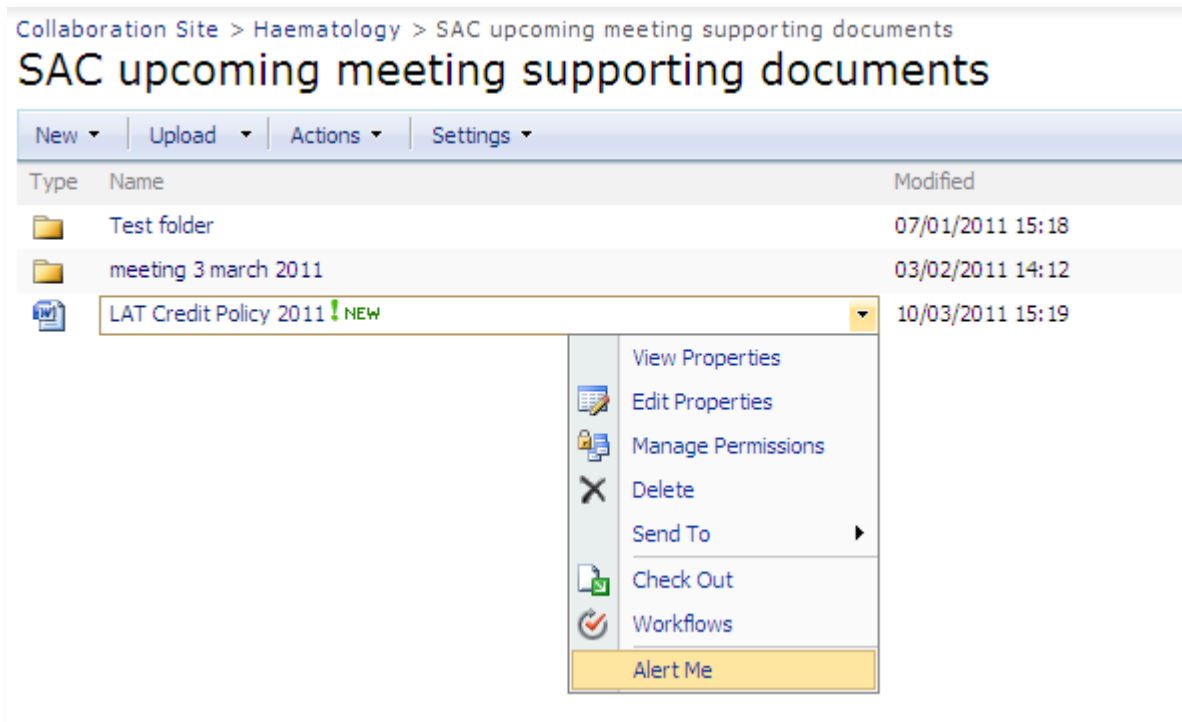 Collaboration Site > Haematology > SAC upcoming meeting supporting documents
SAC upcoming meeting supporting documents
New Upload Actions Settings
Type Name Modified
Test folder 07/01/2011 15:18
meeting 3 march 2011 03/02/2011 14:12
LAT Credit Policy 2011 ! NEW 10/03/2011 15:19
View Properties
Edit Properties
Manage Permissions
Delete
Send To
Check Out
Workflows
Alert Me